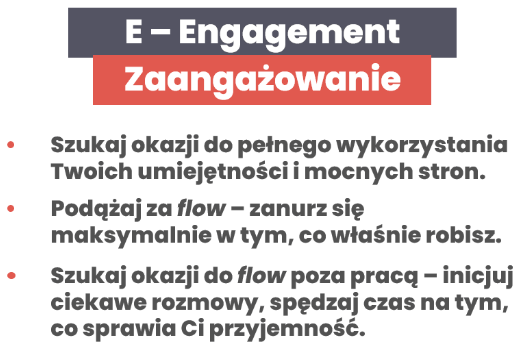 E – Engagement
Zaangażowanie
• Szukaj okazji do pełnego wykorzystania
Twoich umiejętności i mocnych stron.
• Podążaj za flow – zanurz się
maksymalnie w tym, co właśnie robisz.
• Szukaj okazji do flow poza pracą – inicjuj
ciekawe rozmowy, spędzaj czas na tym,
co sprawia Ci przyjemność.